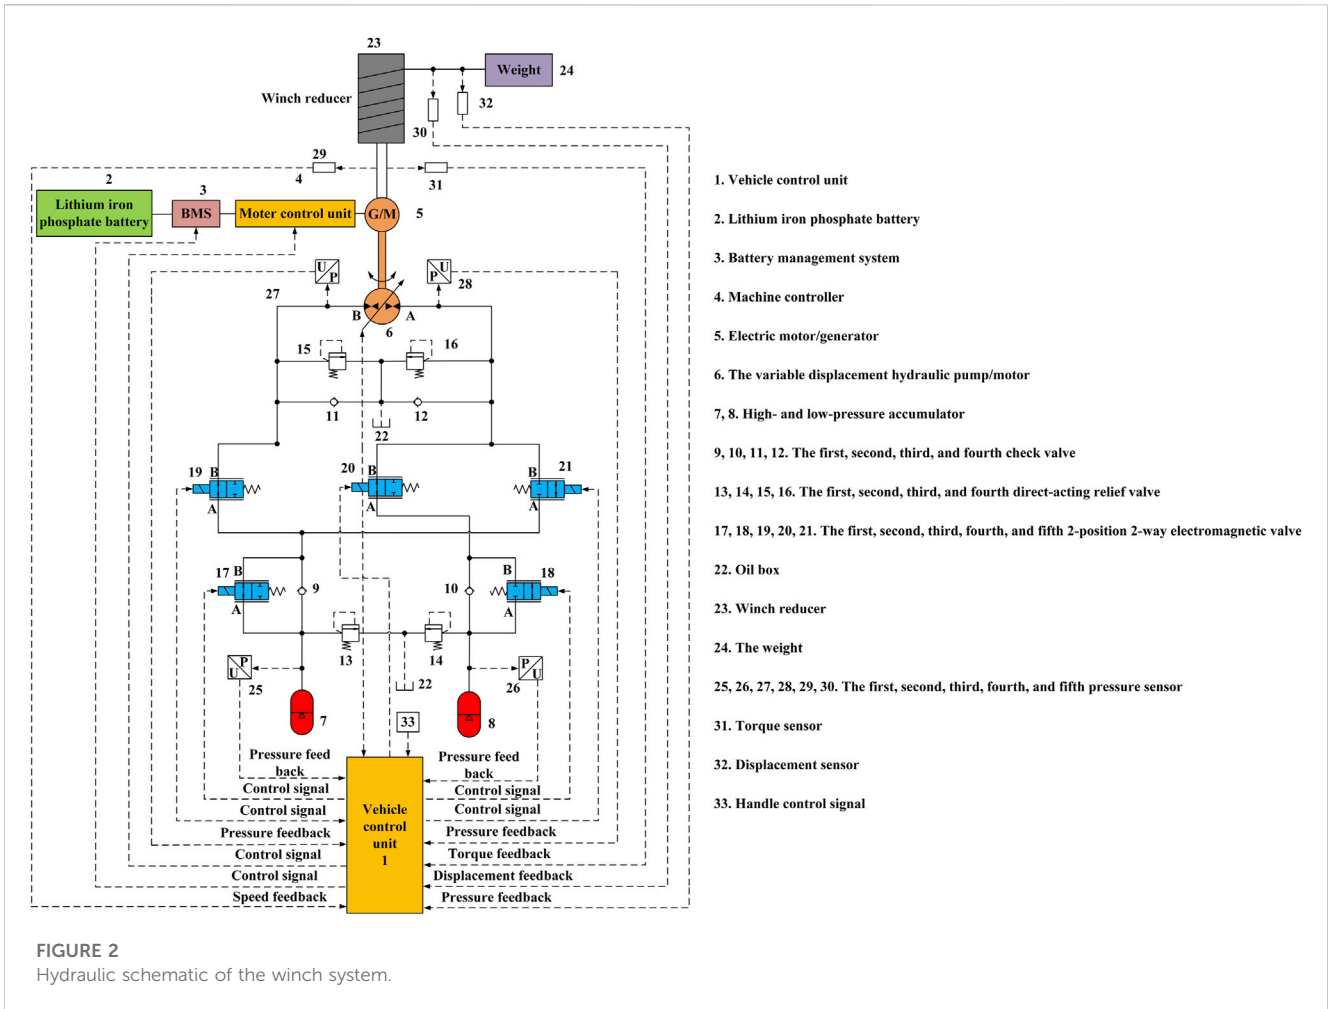 23
Weight
24
Winch reducer
32
30
29
31
2
3
4
Lithium iron
phosphate battery
BMS
Moter control unit
G/M
5
U
P
P
U
27
28
B
A
6
15
16
11
12
22
19
B
A
20
B
A
21
B
A
17
B
A
9
10
18
B
A
13
14
P
U
25
22
P
U
26
7
33
8
Pressure feed
back
Pressure feed
back
Control signal
Control signal
Control signal
Control signal
Pressure feedback
Pressure feedback
Control signal
Torque feedback
Control signal
Displacement feedback
Speed feedback
Pressure feedback
Vehicle
control
unit
1
1. Vehicle control unit
2. Lithium iron phosphate battery
3. Battery management system
4. Machine controller
5. Electric motor/generator
6. The variable displacement hydraulic pump/motor
7, 8. High- and low-pressure accumulator
9, 10, 11, 12. The first, second, third, and fourth check valve
13, 14, 15, 16. The first, second, third, and fourth direct-acting relief valve
17, 18, 19, 20, 21. The first, second, third, fourth, and fifth 2-position 2-way electromagnetic valve
22. Oil box
23. Winch reducer
24. The weight
25, 26, 27, 28, 29, 30. The first, second, third, fourth, and fifth pressure sensor
31. Torque sensor
32. Displacement sensor
33. Handle control signal
FIGURE 2
Hydraulic schematic of the winch system.